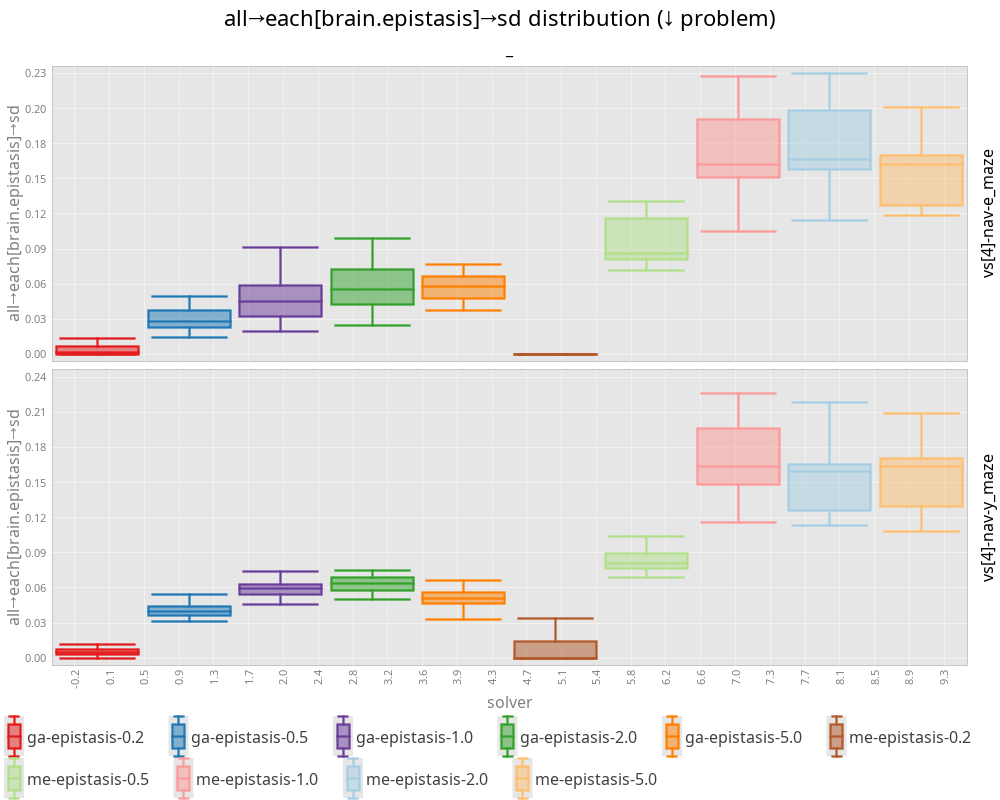 all→each[brain.epistasis]→sd distribution (↓ problem)
–
all→each[brain.epistasis]→sd
0.23
0.20
0.18
0.15
0.12
0.09
0.06
0.03
0.00
vs[4]-nav-e_maze
all→each[brain.epistasis]→sd
0.24
0.21
0.18
0.15
0.12
0.09
0.06
0.03
0.00
vs[4]-nav-y_maze
-0.2 0.1 0.5 0.9 1.3 1.7 2.0 2.4 2.8 3.2 3.6 3.9 4.3 4.7 5.1 5.4 5.8 6.2 6.6 7.0 7.3 7.7 8.1 8.5 8.9 9.3
solver
ga-epistasis-0.2 ga-epistasis-0.5 ga-epistasis-1.0 ga-epistasis-2.0 ga-epistasis-5.0 me-epistasis-0.2
me-epistasis-0.5 me-epistasis-1.0 me-epistasis-2.0 me-epistasis-5.0